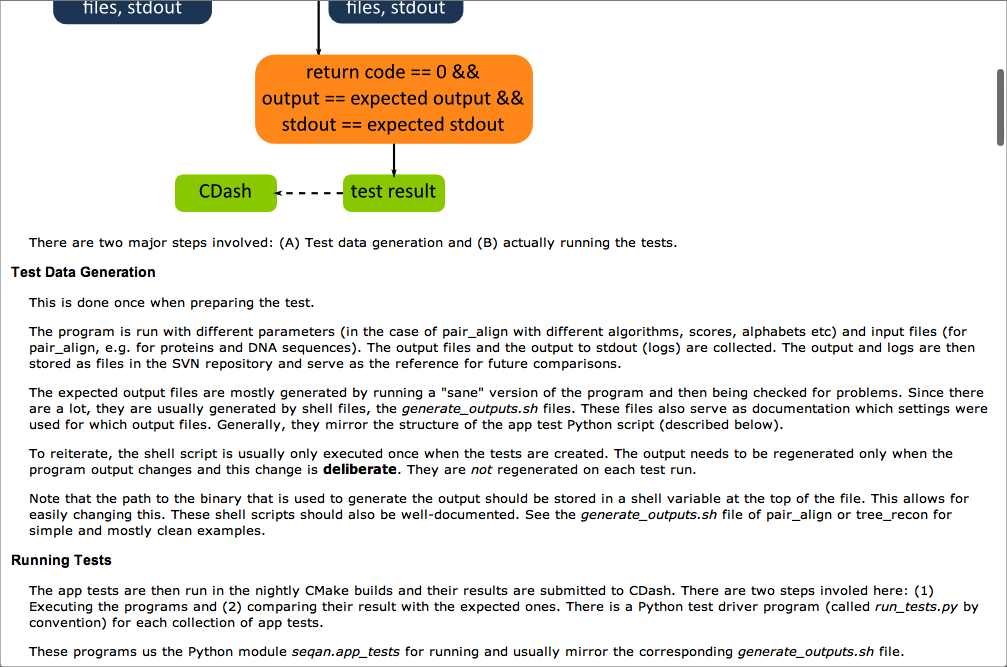 files, stdout
files, stdout
return code == 0 &&
output == expected output &&
stdout == expected stdout
CDash
test result
There are two major steps involved: (A) Test data generation and (B) actually running the tests.
Test Data Generation
This is done once when preparing the test.
The program is run with different parameters (in the case of pair_align with different algorithms, scores, alphabets etc) and input files (for
pair_align, e.g. for proteins and DNA sequences). The output files and the output to stdout (logs) are collected. The output and logs are then
stored as files in the SVN repository and serve as the reference for future comparisons.
The expected output files are mostly generated by running a "sane" version of the program and then being checked for problems. Since there
are a lot, they are usually generated by shell files, the generate_outputs.sh files. These files also serve as documentation which settings were
used for which output files. Generally, they mirror the structure of the app test Python script (described below).
To reiterate, the shell script is usually only executed once when the tests are created. The output needs to be regenerated only when the
program output changes and this change is deliberate. They are not regenerated on each test run.
Note that the path to the binary that is used to generate the output should be stored in a shell variable at the top of the file. This allows for
easily changing this. These shell scripts should also be well-documented. See the generate_outputs.sh file of pair_align or tree_recon for
simple and mostly clean examples.
Running Tests
The app tests are then run in the nightly CMake builds and their results are submitted to CDash. There are two steps involed here: (1)
Executing the programs and (2) comparing their result with the expected ones. There is a Python test driver program (called run_tests.py by
convention) for each collection of app tests.
These programs us the Python module seqan.app_tests for running and usually mirror the corresponding generate_outputs.sh file.